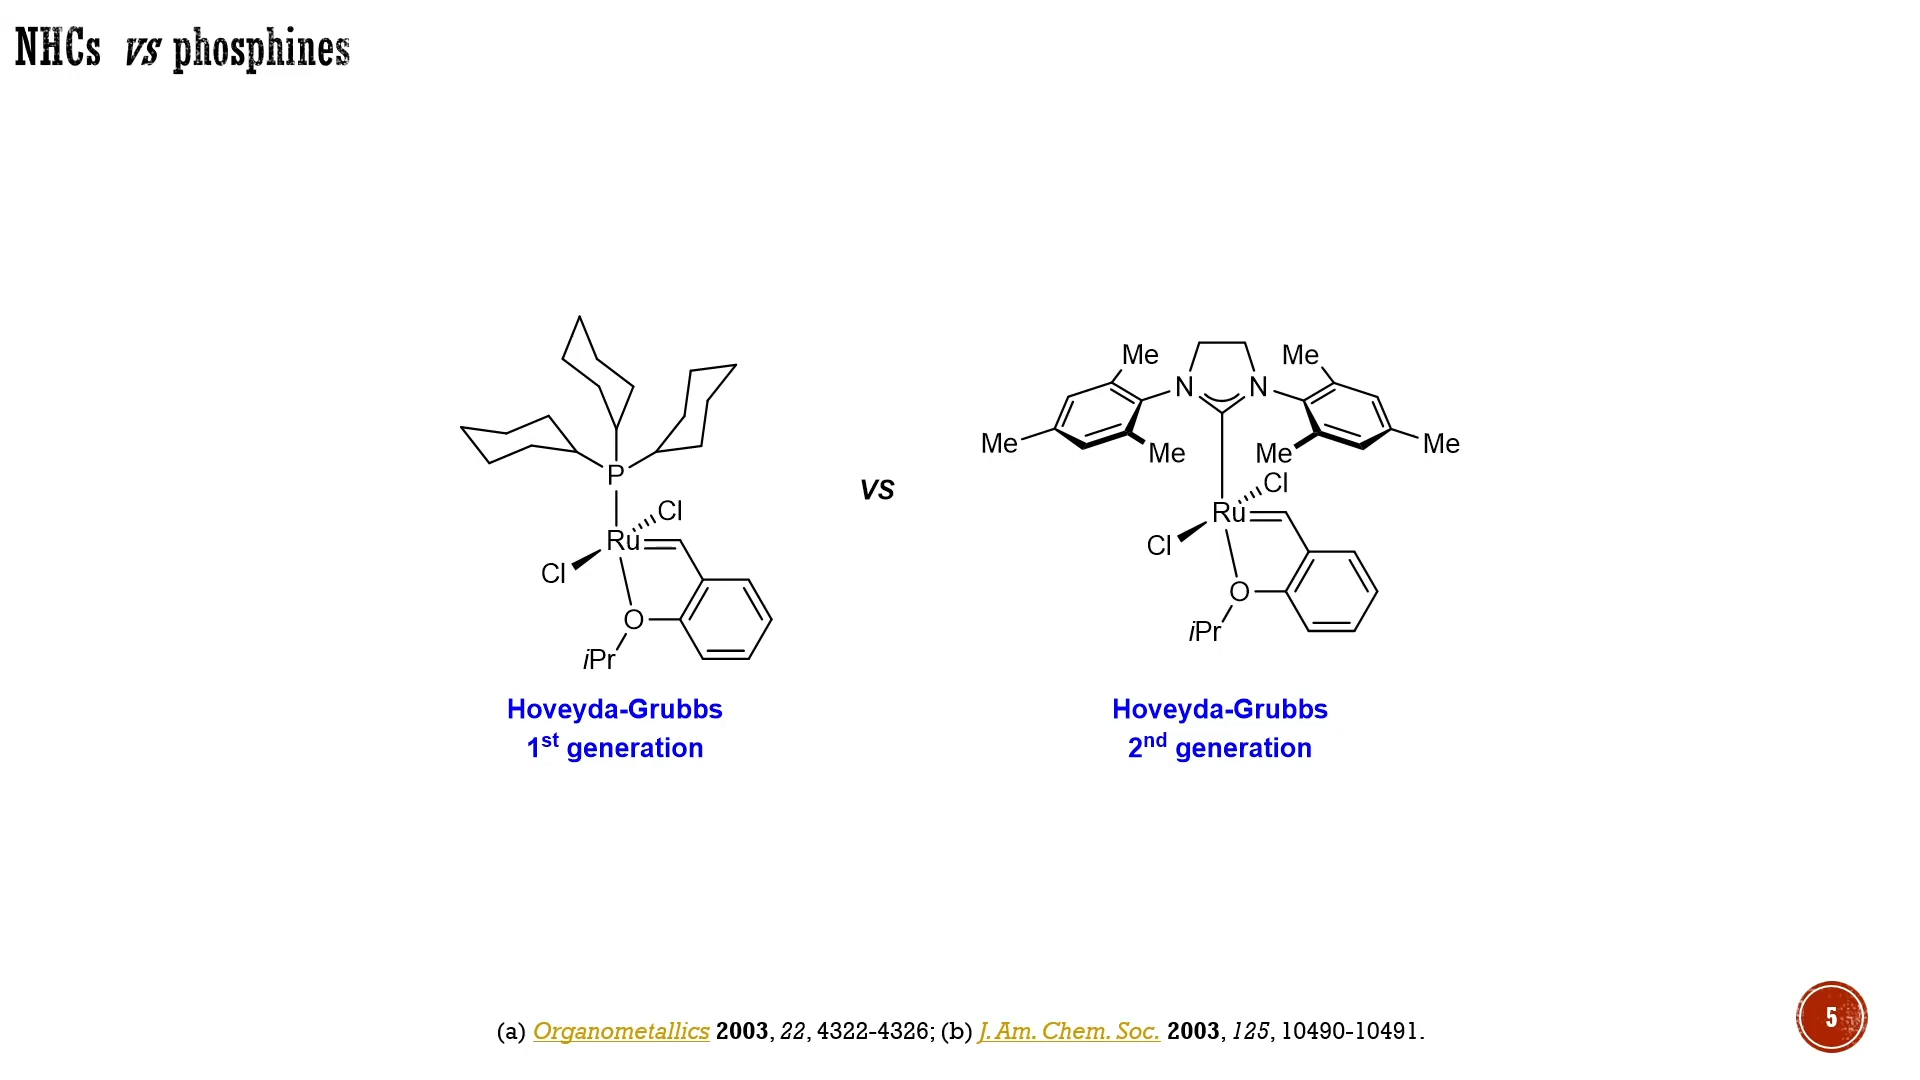 NHCs vs phosphines
P
Cl
Ru
Cl
O
iPr
Hoveyda-Grubbs
1st generation
vs
Me
Me
N
N
Me
Me
Me
Me
Cl
Ru
Cl
O
iPr
Hoveyda-Grubbs
2nd generation
(a) Organometallics 2003, 22, 4322-4326; (b) J. Am. Chem. Soc. 2003, 125, 10490-10491.
5